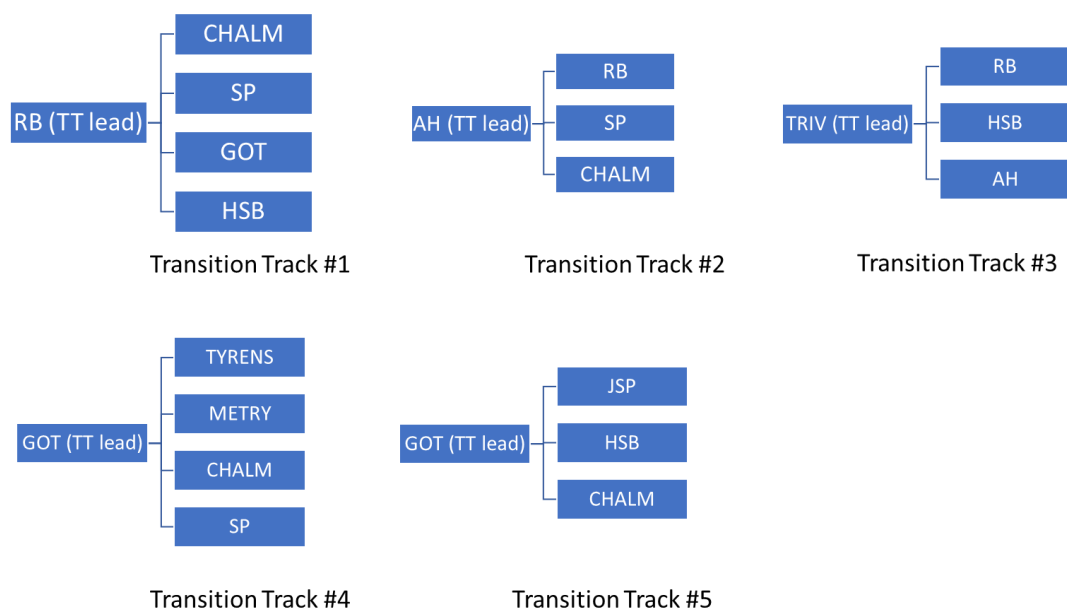 CHALM
SP
RB (TT lead)
GOT
HSB
Transition Track #1
RB
AH (TT lead)
SP
CHALM
Transition Track #2
RB
TRIV (TT lead)
HSB
AH
Transition Track #3
TYRENS
METRY
GOT (TT lead)
CHALM
SP
Transition Track #4
JSP
GOT (TT lead)
HSB
CHALM
Transition Track #5